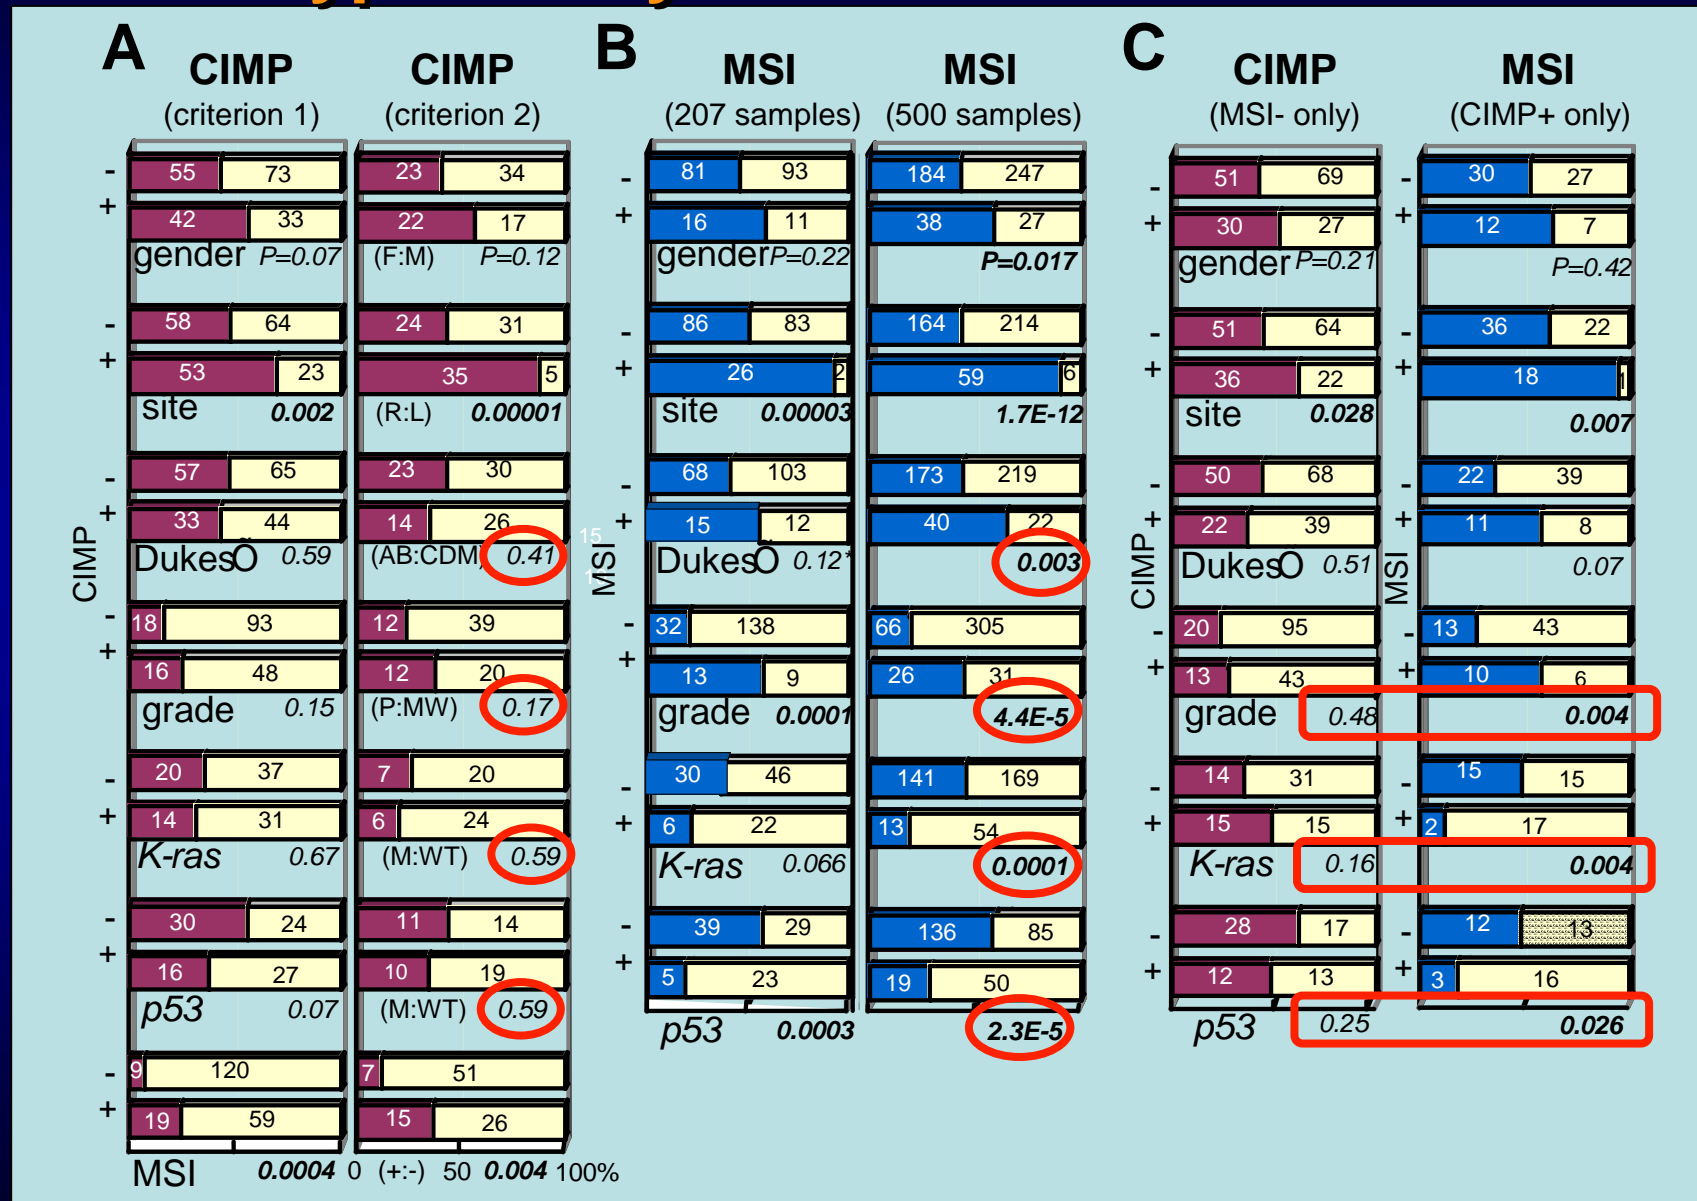 A B C
CIMP CIMP MSI MSI CIMP MSI
(criterion 1) (criterion 2) (207 samples) (500 samples) (MSI- only) (CIMP+ only)
- 55 73 23 34 - 81 93 184 247 - 51 69 - 30 27
+ 42 33 22 17 + 16 11 38 27 + 30 27 + 12 7
gender P=0.07 (F:M) P=0.12 gender P=0.22 P=0.017 gender P=0.21 P=0.42
- 58 64 24 31 - 86 83 164 214 - 51 64 - 36 22
+ 53 23 35 5 + 26 2 59 6 + 36 22 + 18 1
site 0.002 (R:L) 0.00001 site 0.00003 1.7E-12 site 0.028 0.007
- 57 65 23 30 - 68 103 173 219 - 50 68 - 22 39
+ 33 44 14 26 15 + 15 12 40 22 + 22 39 + 11 8
DukesÕ 0.59 (AB:CDM) 0.41 DukesÕ 0.12* 0.003 DukesÕ 0.51 0.07
CIMP MSI CIMP MSI
- 18 93 12 39 - 32 138 66 305 - 20 95 - 13 43
+ 16 48 12 20 + 13 9 26 31 + 13 43 + 10 6
grade 0.15 (P:MW) 0.17 grade 0.0001 4.4E-5 grade 0.48 0.004
- 20 37 7 20 - 30 46 141 169 - 14 31 - 15 15
+ 14 31 6 24 + 6 22 13 54 + 15 15 + 2 17
K-ras 0.67 (M:WT) 0.59 K-ras 0.066 0.0001 K-ras 0.16 0.004
- 30 24 11 14 - 39 29 136 85 - 28 17 - 12 13
+ 16 27 10 19 + 5 23 19 50 + 12 13 + 3 16
p53 0.07 (M:WT) 0.59 p53 0.0003 2.3E-5 p53 0.25 0.026
- 9 120 7 51
+ 19 59 15 26
MSI 0.0004 0 (+:-) 50 0.004 100%